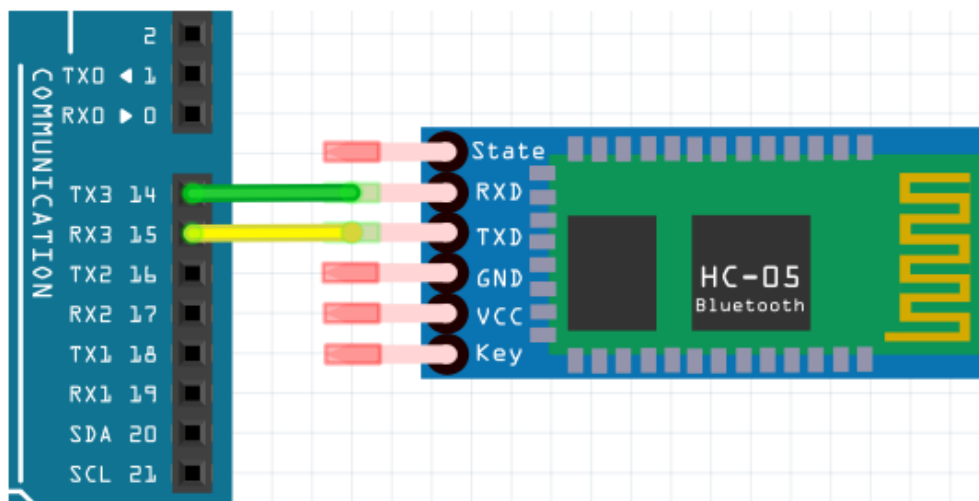 2
TX0 ◀ 1
RX0 ▶ 0
COMMUNICATION
TX3 14
RX3 15
TX2 16
RX2 17
TX1 18
RX1 19
SDA 20
SCL 21
State
RXD
TXD
GND
VCC
Key
HC-05
Bluetooth